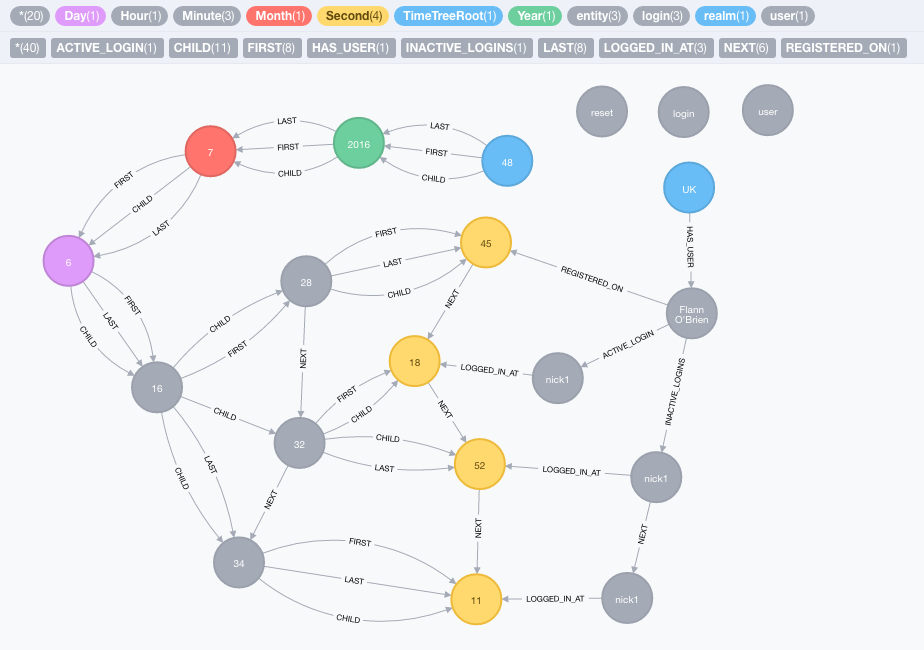 *(20) Day(1) Hour(1) Minute(3) Month(1) Second(4) TimeTreeRoot(1) Year(1) entity(3) login(3) realm(1) user(1)
*(40) ACTIVE_LOGIN(1) CHILD(11) FIRST(8) HAS_USER(1) INACTIVE_LOGINS(1) LAST(8) LOGGED_IN_AT(3) NEXT(6) REGISTERED_ON(1)
reset
login
user
LAST
LAST
2016
7
FIRST
FIRST
48
CHILD
CHILD
FIRST
CHILD
LAST
UK
HAS_USER
6
FIRST
45
LAST
28
CHILD
REGISTERED_ON
FIRST
LAST
CHILD
NEXT
Flann
O'Brien
CHILD
FIRST
NEXT
ACTIVE_LOGIN
18
LOGGED_IN_AT
nick1
16
FIRST
CHILD
INACTIVE_LOGINS
CHILD
NEXT
32
CHILD
LAST
52
LOGGED_IN_AT
nick1
LAST
CHILD
NEXT
NEXT
NEXT
34
FIRST
LAST
CHILD
11
LOGGED_IN_AT
nick1